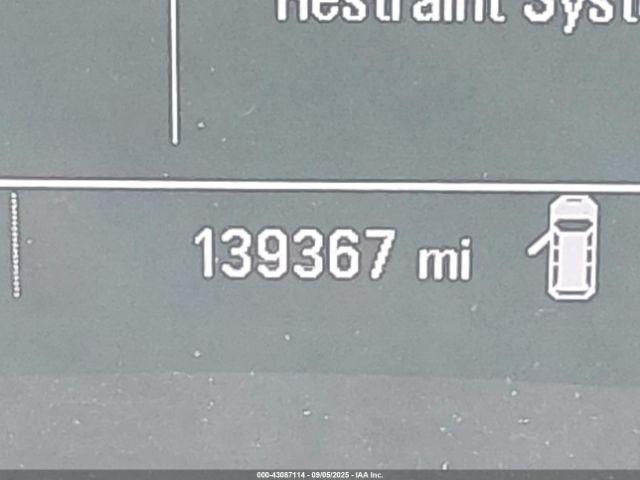 Restraint Syst
139367 mi
000-43087114 - 09/05/2025 - IAA Inc.